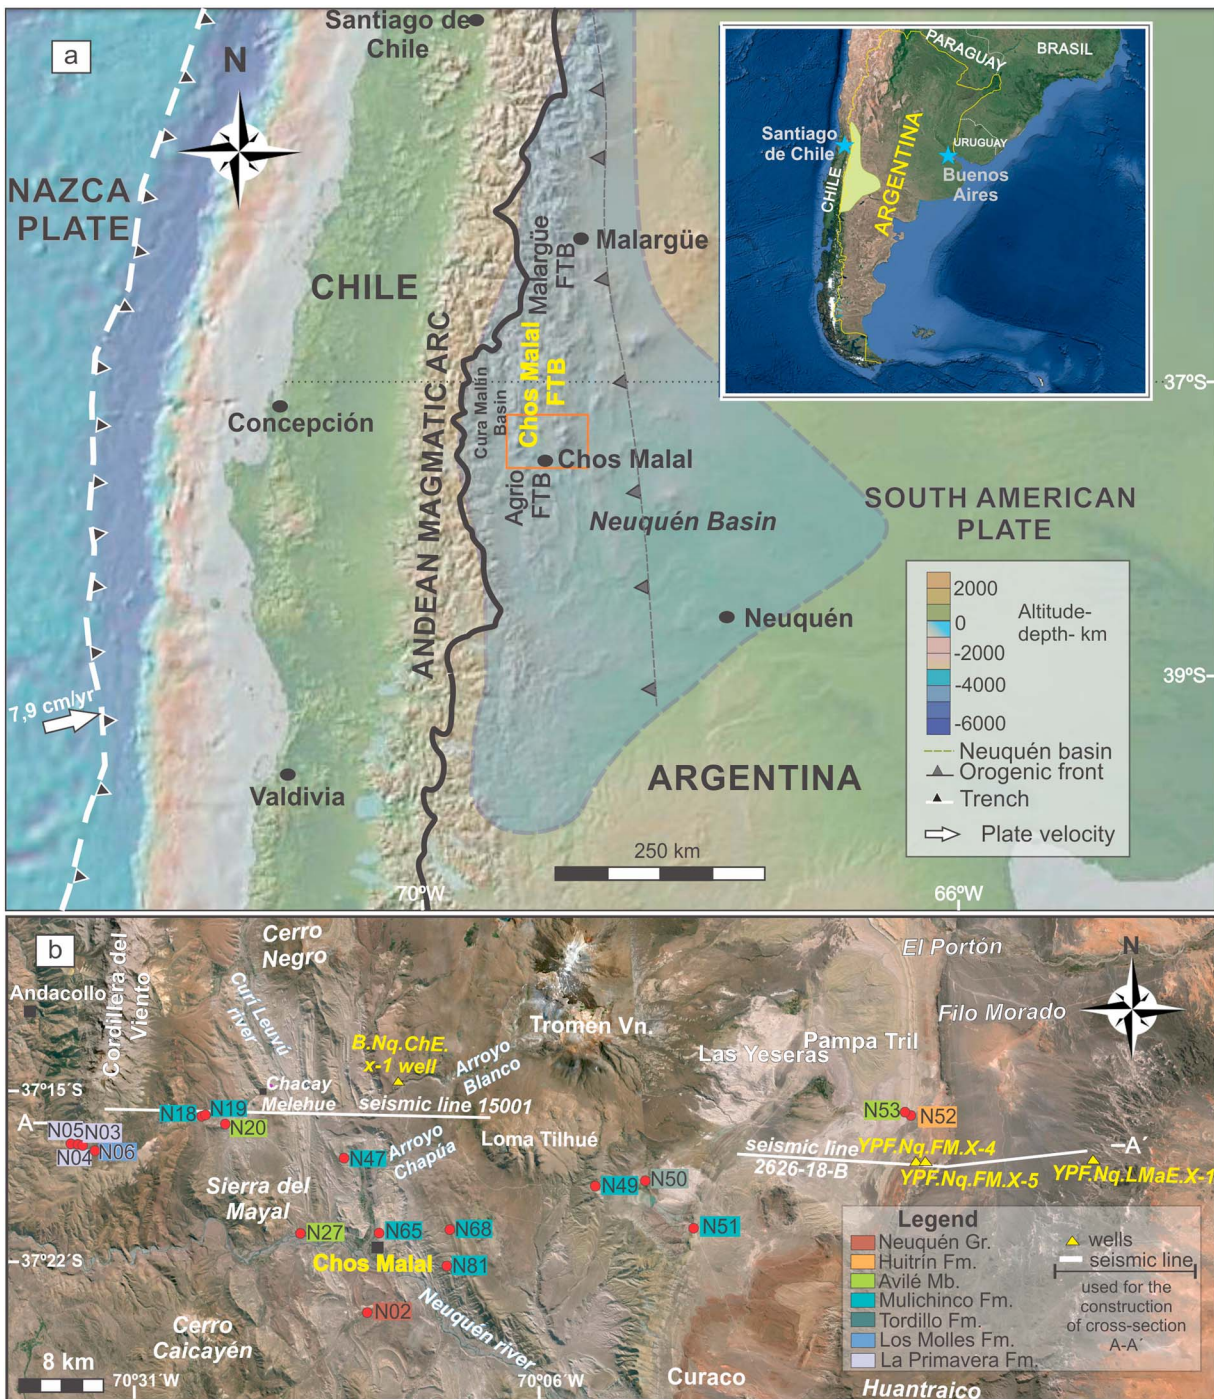 a
Santiago de
Chile
N
NAZCA
PLATE
CHILE
Malargüe
Malargüe
FTB
Chos Malal
FTB
Cura Mallín
Basin
ANDEAN MAGMATIC ARC
Concepción
Chos Malal
Agrio
FTB
Neuquén Basin
SOUTH AMERICAN
PLATE
Neuquén
7,9 cm/yr
Valdivia
ARGENTINA
250 km
70ºW
66ºW
37ºS
39ºS
PARAGUAY
BRASIL
Santiago
de Chile
URUGUAY
Buenos
Aires
CHILE
ARGENTINA
2000
0
-2000
-4000
-6000
Altitude-
depth- km
Neuquén basin
Orogenic front
Trench
Plate velocity
b
Andacollo
Cordillera del
Viento
Cerro
Negro
Curí Leuvú
river
B.Nq.ChE.
x-1 well
Arroyo
Blanco
Tromen Vn.
Las Yeseras
Pampa Tril
El Portón
Filo Morado
N
37º15´S
A
N18
N19
N20
Chacay
Melehue
seismic line 15001
N05
N03
N04
N06
N47
Arroyo
Chapúa
Loma Tilhué
N53
N52
seismic line
2626-18-B
YPF.Nq.FM.X-4
YPF.Nq.FM.X-5
A´
YPF.Nq.LMaE.X-1
Sierra del
Mayal
N49
N50
N51
N27
N65
N68
Chos Malal
N81
37º22´S
N02
Neuquén river
Cerro
Caicayén
8 km
70º31´W
70º06´W
Curaco
Huantraico
Legend
Neuquén Gr.
Huitrín Fm.
Avilé Mb.
Mulichinco Fm.
Tordillo Fm.
Los Molles Fm.
La Primavera Fm.
wells
seismic line
used for the
construction
of cross-section
A-A´